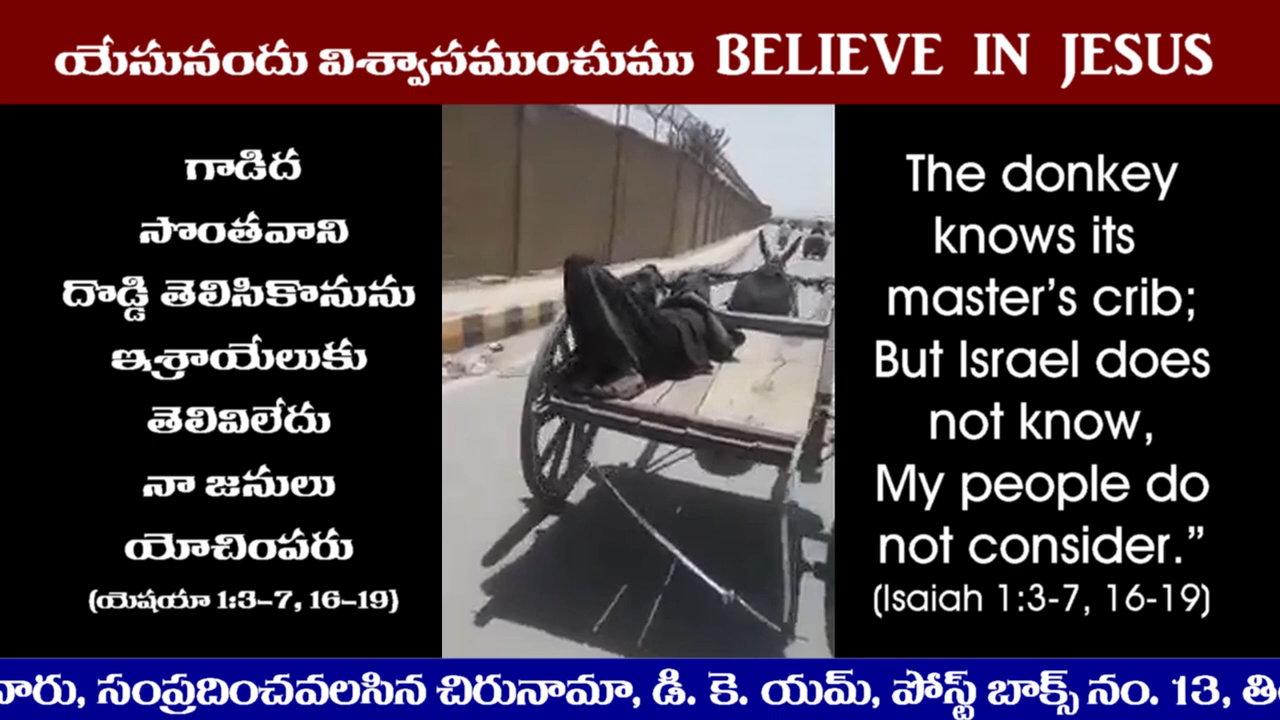 యేసునందు విశ్వాసముంచుము BELIEVE IN JESUS
గాడిద
సొంతవాని
దొడ్డి తెలిసికొనును
ఇశ్రాయేలుకు
తెలివిలేదు
నా జనులు
యోచింపరు
(యెషయా 1:3-7, 16-19)
The donkey
knows its
master’s crib;
But Israel does
not know,
My people do
not consider.”
(Isaiah 1:3-7, 16-19)
వారు, సంప్రదించవలసిన చిరునామా, డి. కె. యమ్, పోస్ట్ బాక్స్ నం. 13,